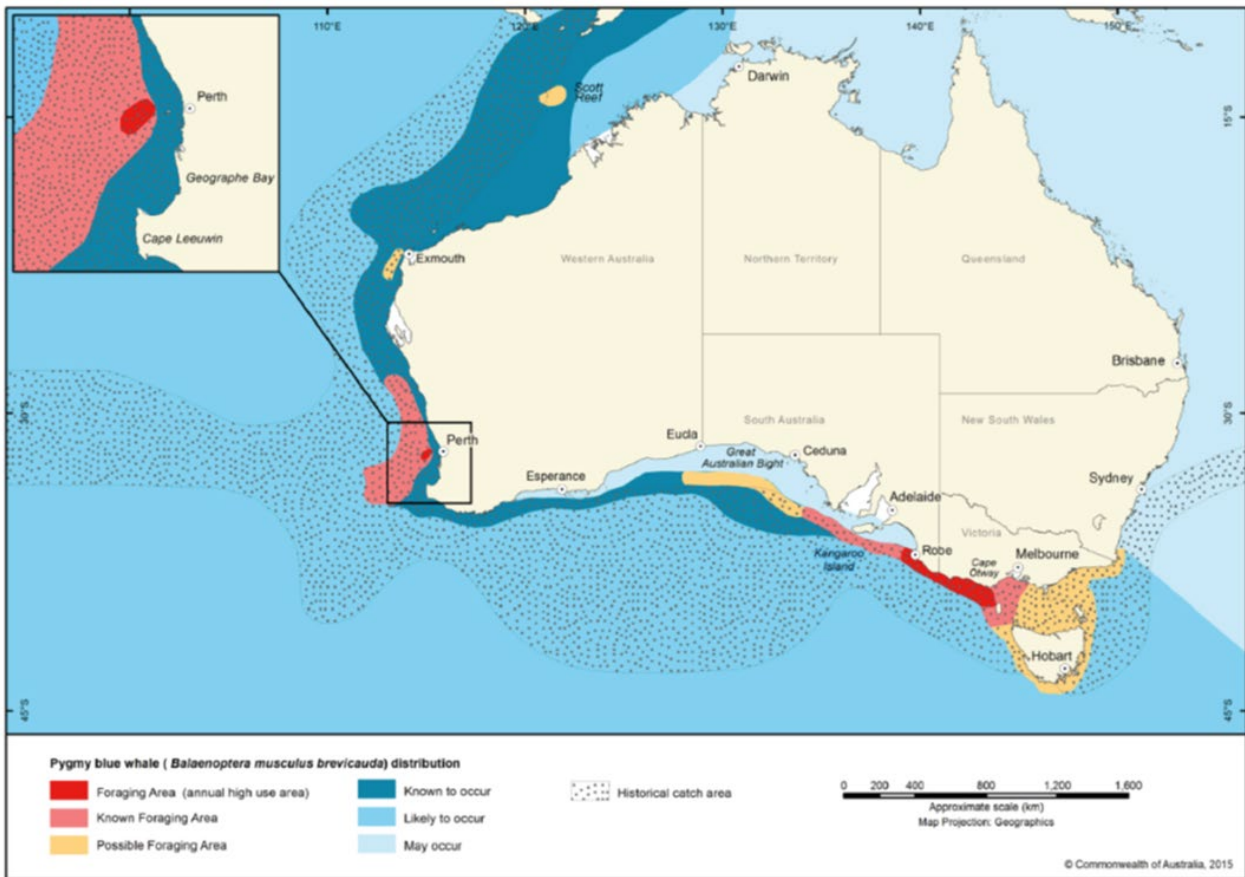 110°E
120°E
130°E
140°E
150°E
Perth
Geographe Bay
Cape Leeuwin
Scott
Reef
Darwin
15°S
Exmouth
Western Australia
Northern Territory
Queensland
Brisbane
30°S
30°S
South Australia
New South Wales
Perth
Eucla
Great
Australian Bight
Ceduna
Esperance
Sydney
Adelaide
Victoria
Kangaroo
Island
Robe
Cape
Otway
Melbourne
Hobart
45°S
45°S
Pygmy blue whale ( Balaenoptera musculus brevicauda) distribution
Foraging Area (annual high use area)
Known Foraging Area
Possible Foraging Area
Known to occur
Likely to occur
May occur
Historical catch area
0 200 400 800 1,200 1,600
Approximate scale (km)
Map Projection: Geographics
© Commonwealth of Australia, 2015